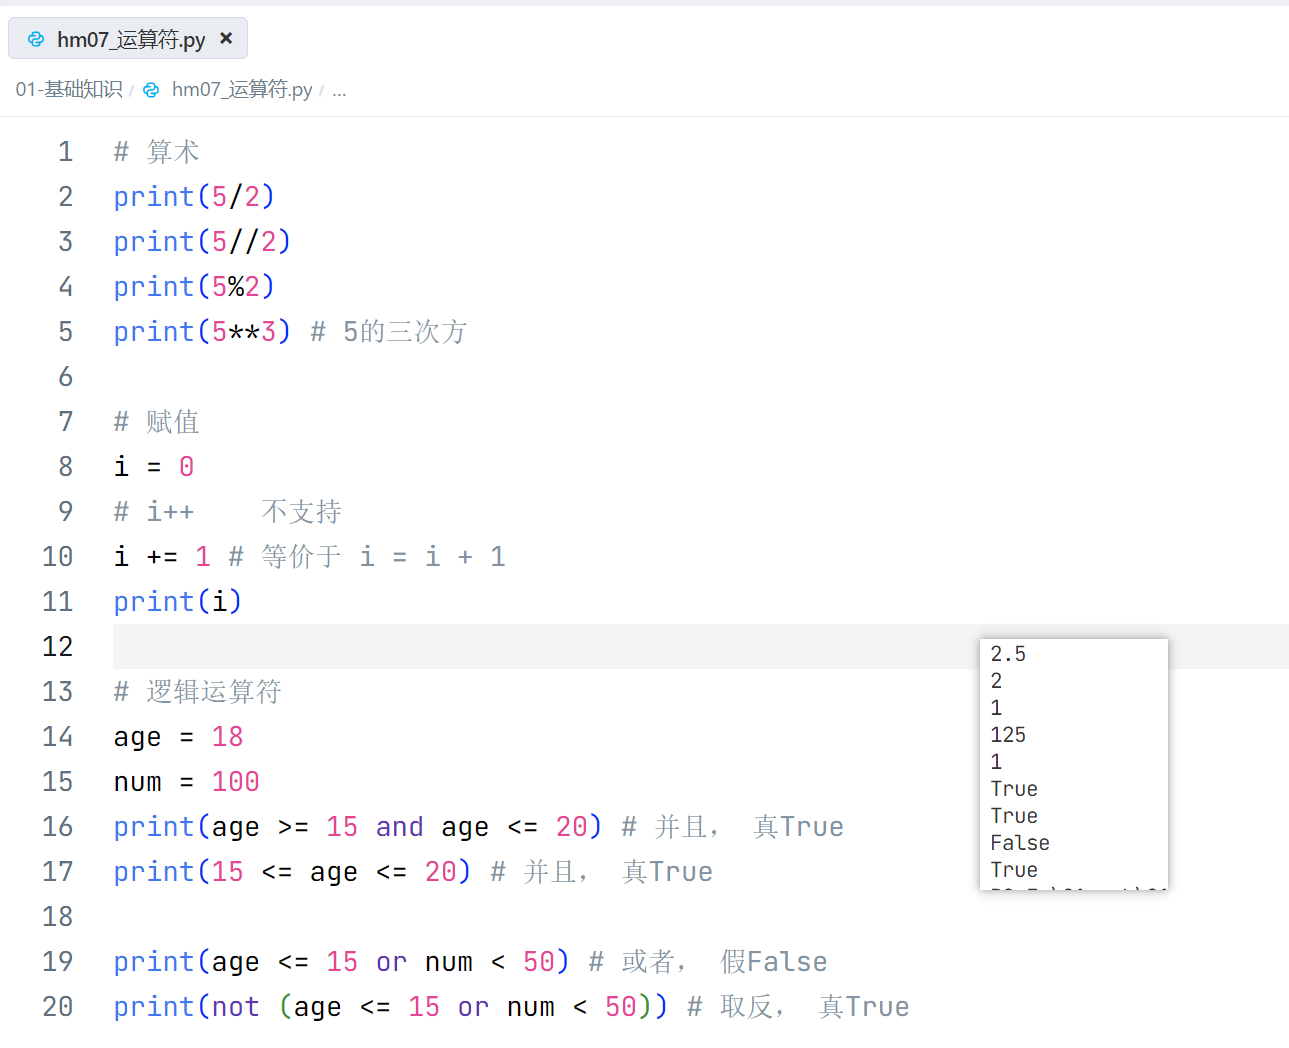 hm07_运算符.py ×
01-基础知识 / hm07_运算符.py / ...
1 # 算术
2 print(5/2)
3 print(5//2)
4 print(5%2)
5 print(5**3) # 5的三次方
6
7 # 赋值
8 i = 0
9 # i++    不支持
10 i += 1 # 等价于 i = i + 1
11 print(i)
12
13 # 逻辑运算符
14 age = 18
15 num = 100
16 print(age >= 15 and age <= 20) # 并且， 真True
17 print(15 <= age <= 20) # 并且， 真True
18
19 print(age <= 15 or num < 50) # 或者， 假False
20 print(not (age <= 15 or num < 50)) # 取反， 真True
2.5
2
1
125
1
True
True
False
True